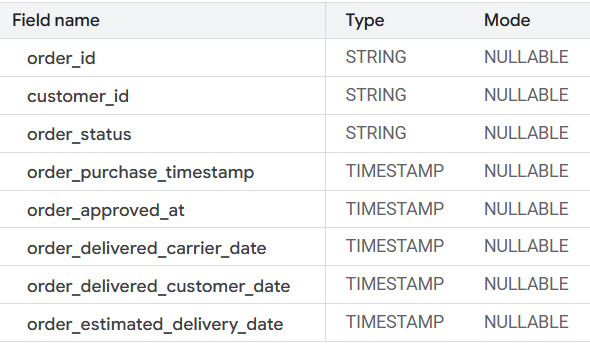 Field name Type Mode
order_id STRING NULLABLE
customer_id STRING NULLABLE
order_status STRING NULLABLE
order_purchase_timestamp TIMESTAMP NULLABLE
order_approved_at TIMESTAMP NULLABLE
order_delivered_carrier_date TIMESTAMP NULLABLE
order_delivered_customer_date TIMESTAMP NULLABLE
order_estimated_delivery_date TIMESTAMP NULLABLE